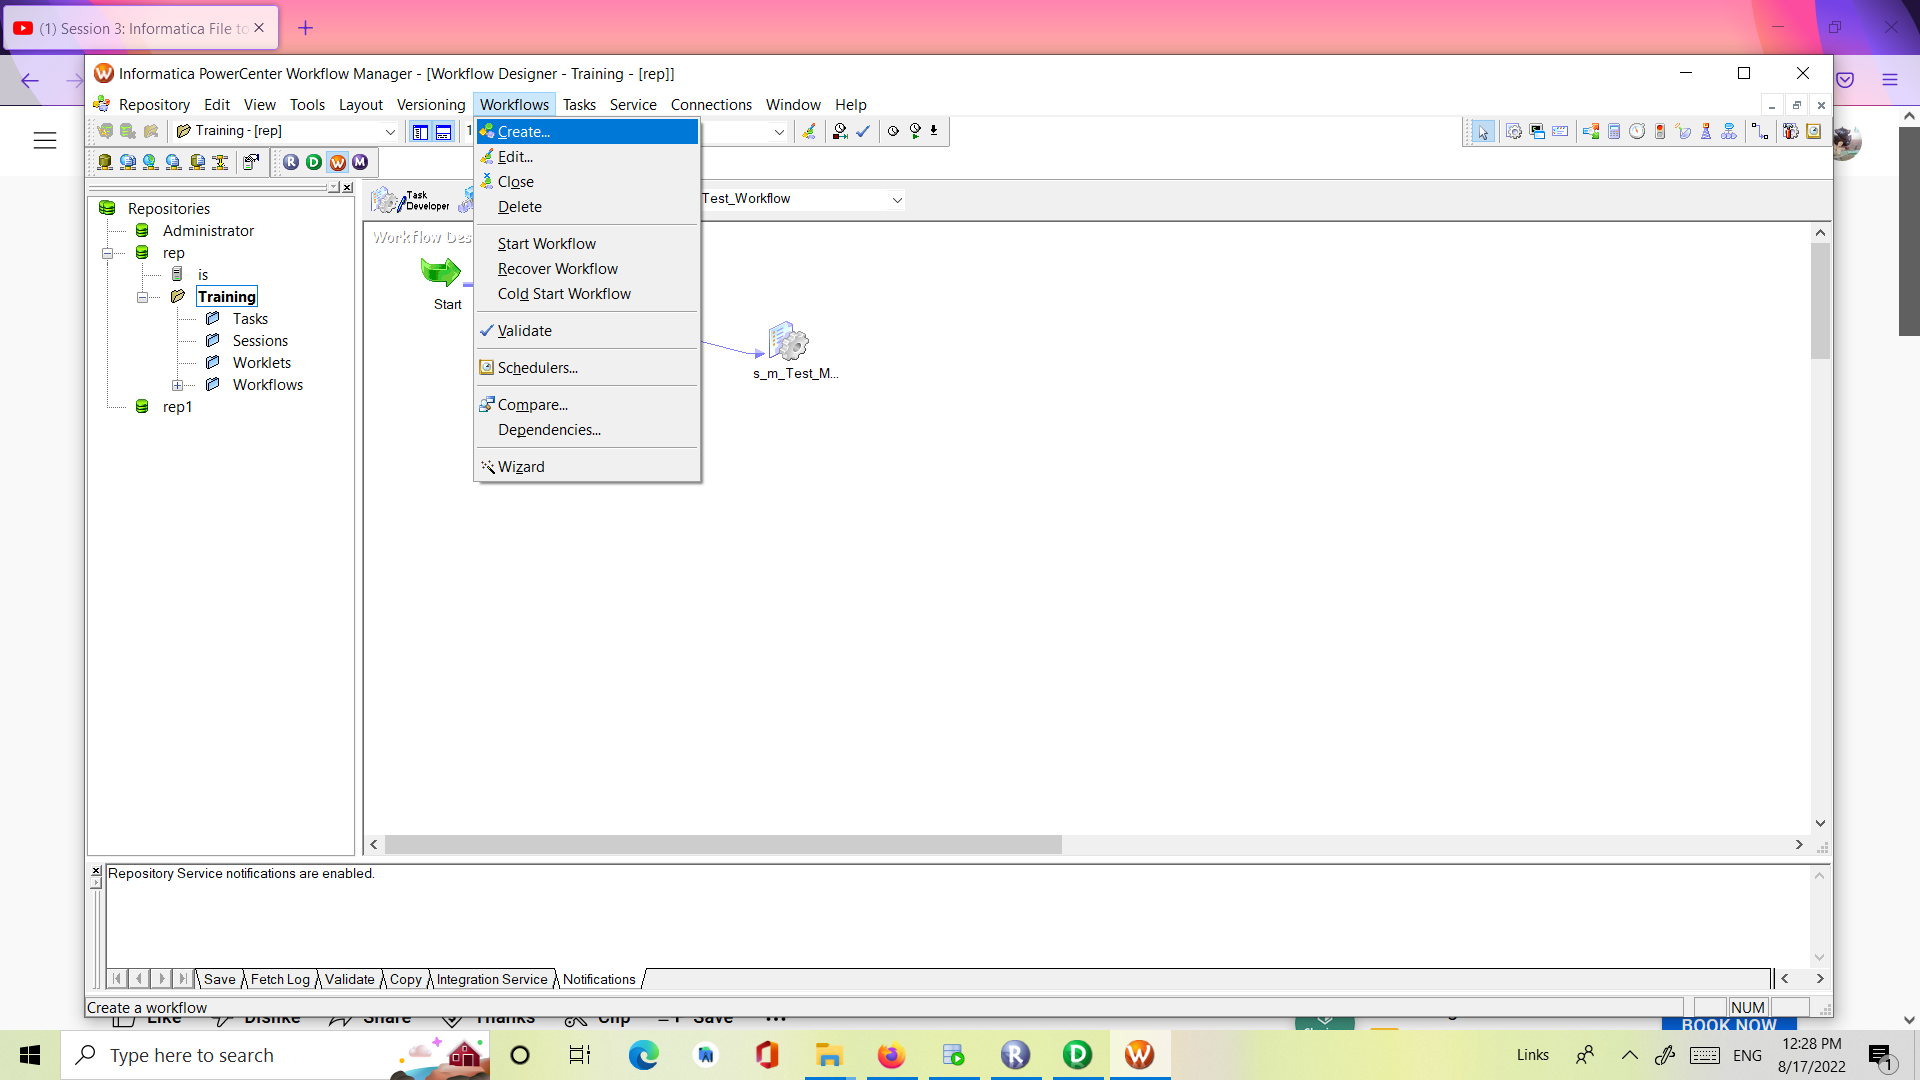 (1) Session 3: Informatica File to
Informatica PowerCenter Workflow Manager - [Workflow Designer - Training - [rep]]
Repository Edit View Tools Layout Versioning Workflows Tasks Service Connections Window Help
Training - [rep]
R D W M
Task Developer
Test_Workflow
Create...
Edit...
Close
Delete
Start Workflow
Recover Workflow
Cold Start Workflow
Validate
Schedulers...
Compare...
Dependencies...
Wizard
Repositories
Administrator
rep
is
Training
Tasks
Sessions
Worklets
Workflows
rep1
Workflow Des
Start
s_m_Test_M...
Repository Service notifications are enabled.
Save Fetch Log Validate Copy Integration Service Notifications
Create a workflow
NUM
Like Dislike Share Thanks Clip Save
BOOK NOW
Type here to search
Links
ENG
12:28 PM
8/17/2022
1